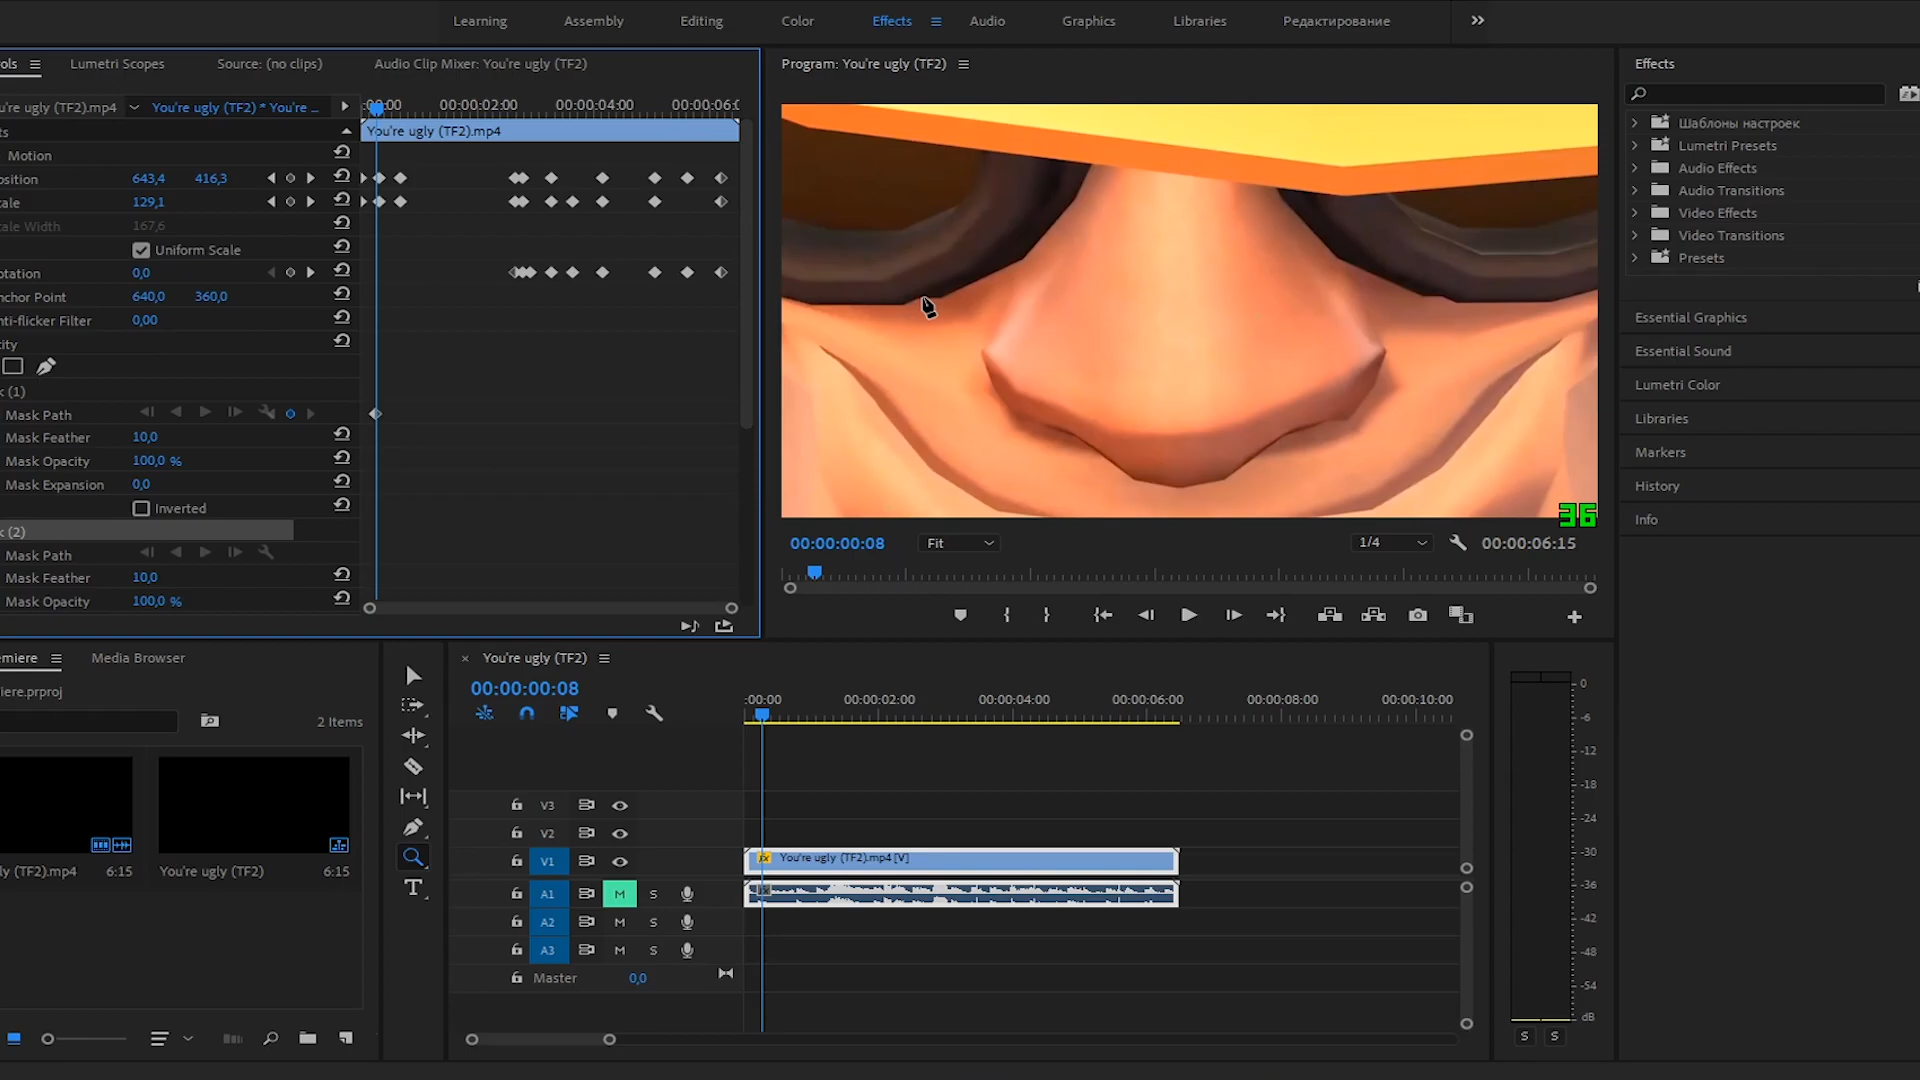 Learning Assembly Editing Color Effects Audio Graphics Libraries Редактирование
ols Lumetri Scopes Source: (no clips) Audio Clip Mixer: You're ugly (TF2)
Program: You're ugly (TF2)
Effects
u're ugly (TF2).mp4 You're ugly (TF2) * You're ...
:00:00 00:00:02:00 00:00:04:00 00:00:06:0
ts
You're ugly (TF2).mp4
Motion
osition 643,4 416,3
cale 129,1
cale Width 167,6
Uniform Scale
otation 0,0
nchor Point 640,0 360,0
nti-flicker Filter 0,00
city
k (1)
Mask Path
Mask Feather 10,0
Mask Opacity 100,0 %
Mask Expansion 0,0
Inverted
k (2)
Mask Path
Mask Feather 10,0
Mask Opacity 100,0 %
36
00:00:00:08 Fit 1/4 00:00:06:15
Шаблоны настроек
Lumetri Presets
Audio Effects
Audio Transitions
Video Effects
Video Transitions
Presets
Essential Graphics
Essential Sound
Lumetri Color
Libraries
Markers
History
Info
emiere Media Browser
iere.prproj
2 Items
ly (TF2).mp4 6:15 You're ugly (TF2) 6:15
T
× You're ugly (TF2)
00:00:00:08
:00:00 00:00:02:00 00:00:04:00 00:00:06:00 00:00:08:00 00:00:10:00
V3
V2
V1 fx You're ugly (TF2).mp4 [V]
A1 M S fx
A2 M S
A3 M S
Master 0,0
0
-6
-12
-18
-24
-30
-36
-42
-48
-54
dB
S S